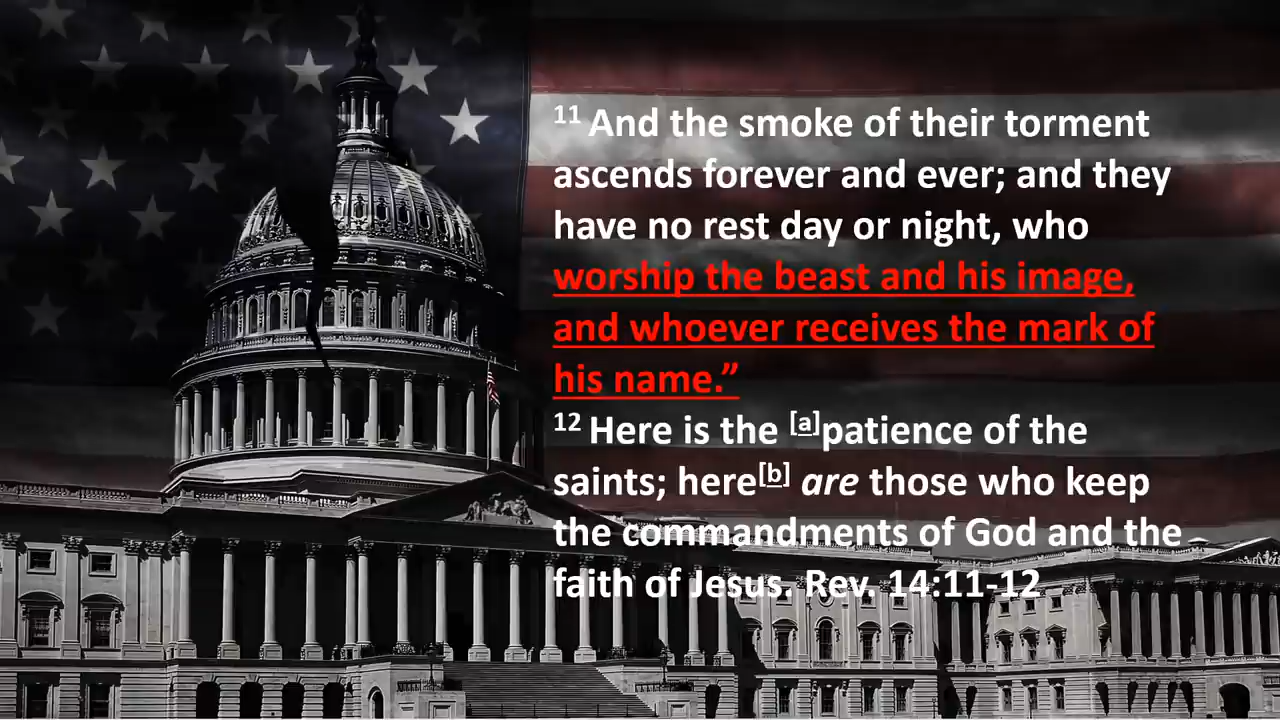 11 And the smoke of their torment
ascends forever and ever; and they
have no rest day or night, who
worship the beast and his image,
and whoever receives the mark of
his name.”
12 Here is the [a]patience of the
saints; here[b] are those who keep
the commandments of God and the
faith of Jesus. Rev. 14:11-12